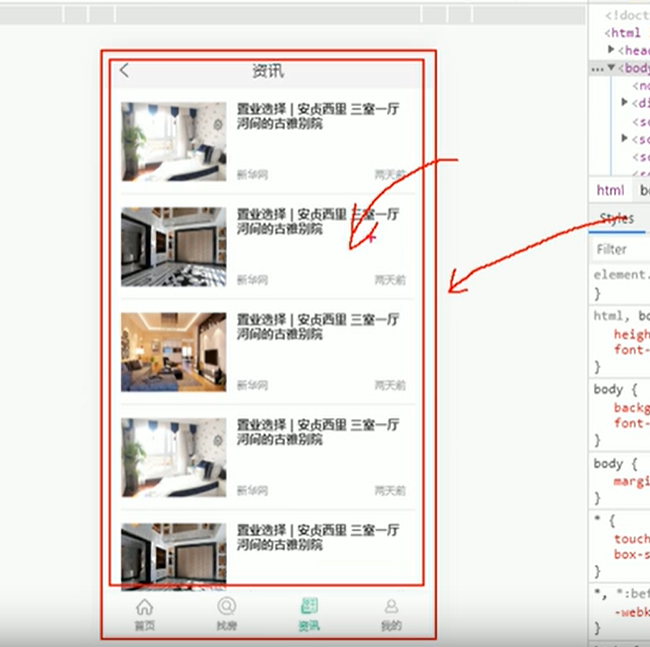 资讯
置业选择 | 安贞西里 三室一厅
河间的古雅别院
新华网 两天前
置业选择 | 安贞西里 三室一厅
河间的古雅别院
新华网 两天前
置业选择 | 安贞西里 三室一厅
河间的古雅别院
新华网 两天前
置业选择 | 安贞西里 三室一厅
河间的古雅别院
新华网 两天前
置业选择 | 安贞西里 三室一厅
河间的古雅别院
首页 找房 资讯 我的
<!doct
<html
<head
... <body
<no
<di
<sc
<sc
<sc
<sc
html bo
Styles
Filter
element.
}
html, bo
heigh
font-
}
body {
backg
font-
}
body {
margi
}
* {
touch
box-s
}
*, *:bef
-webk
}